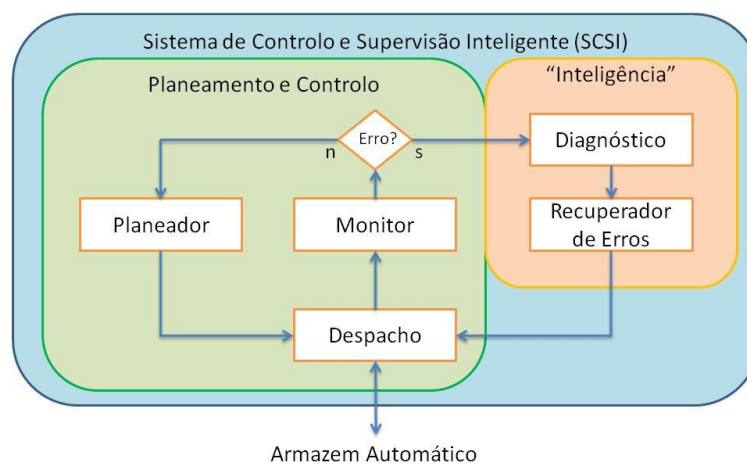 Sistema de Controlo e Supervisão Inteligente (SCSI)
Planeamento e Controlo
“Inteligência”
Erro?
n
s
Diagnóstico
Planeador
Monitor
Recuperador
de Erros
Despacho
Armazem Automático